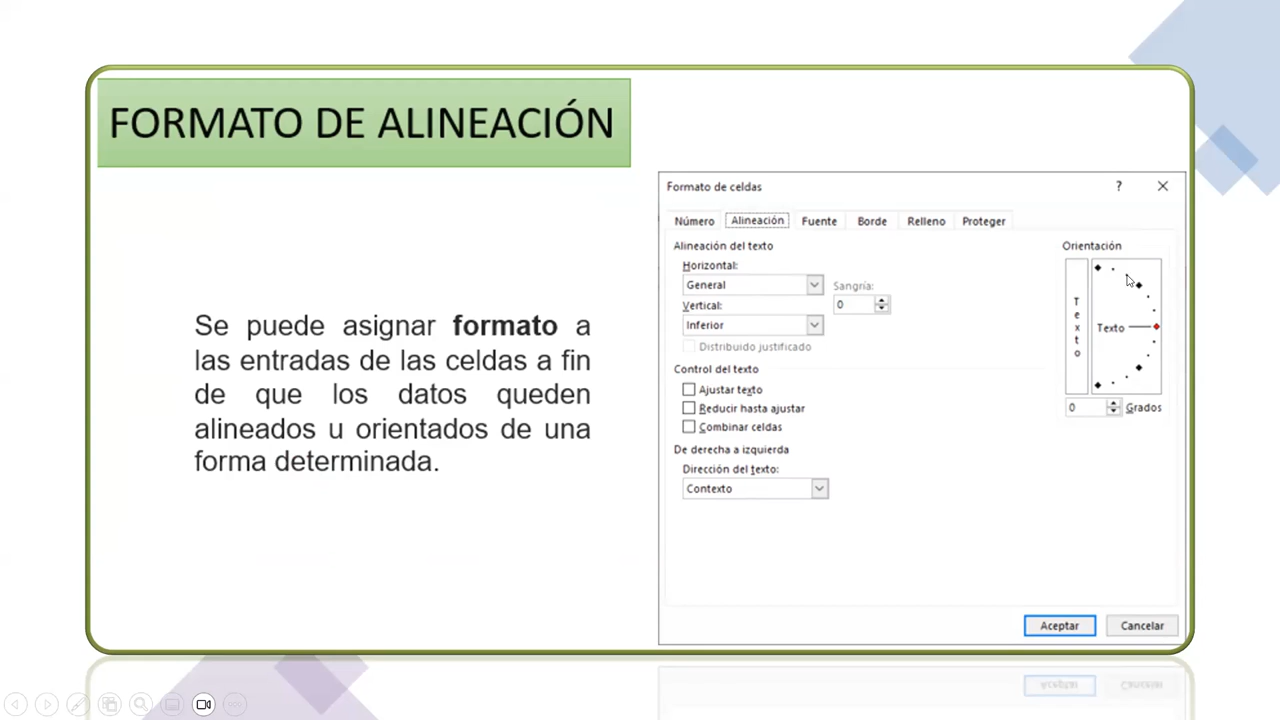 FORMATO DE ALINEACIÓN
Se puede asignar formato a
las entradas de las celdas a fin
de que los datos queden
alineados u orientados de una
forma determinada.
Formato de celdas ?
Número Alineación Fuente Borde Relleno Proteger
Alineación del texto
Horizontal:
General
Sangría:
0
Vertical:
Inferior
Distribuido justificado
Control del texto
Ajustar texto
Reducir hasta ajustar
Combinar celdas
De derecha a izquierda
Dirección del texto:
Contexto
Orientación
Texto
Texto
0 Grados
Aceptar Cancelar